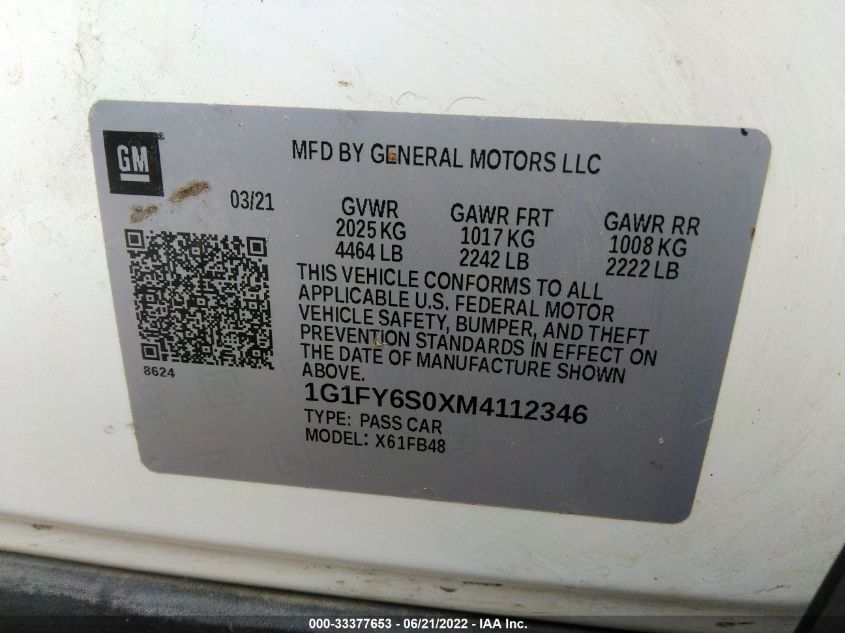 GM
MFD BY GENERAL MOTORS LLC
03/21
GVWR
2025 KG
4464 LB
GAWR FRT
1017 KG
2242 LB
GAWR RR
1008 KG
2222 LB
THIS VEHICLE CONFORMS TO ALL
APPLICABLE U.S. FEDERAL MOTOR
VEHICLE SAFETY, BUMPER, AND THEFT
PREVENTION STANDARDS IN EFFECT ON
THE DATE OF MANUFACTURE SHOWN
ABOVE.
8624
1G1FY6S0XM4112346
TYPE: PASS CAR
MODEL: X61FB48
000-33377653 - 06/21/2022 - IAA Inc.